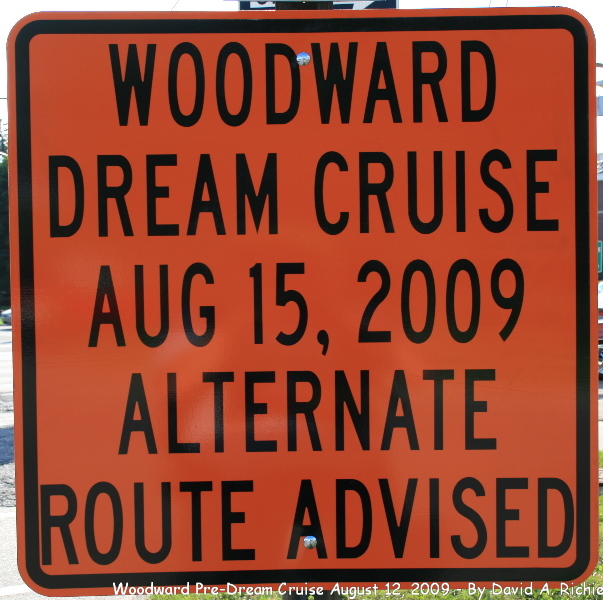 WOODWARD
DREAM CRUISE
AUG 15, 2009
ALTERNATE
ROUTE ADVISED
Woodward Pre-Dream Cruise August 12, 2009 - By David A. Richie